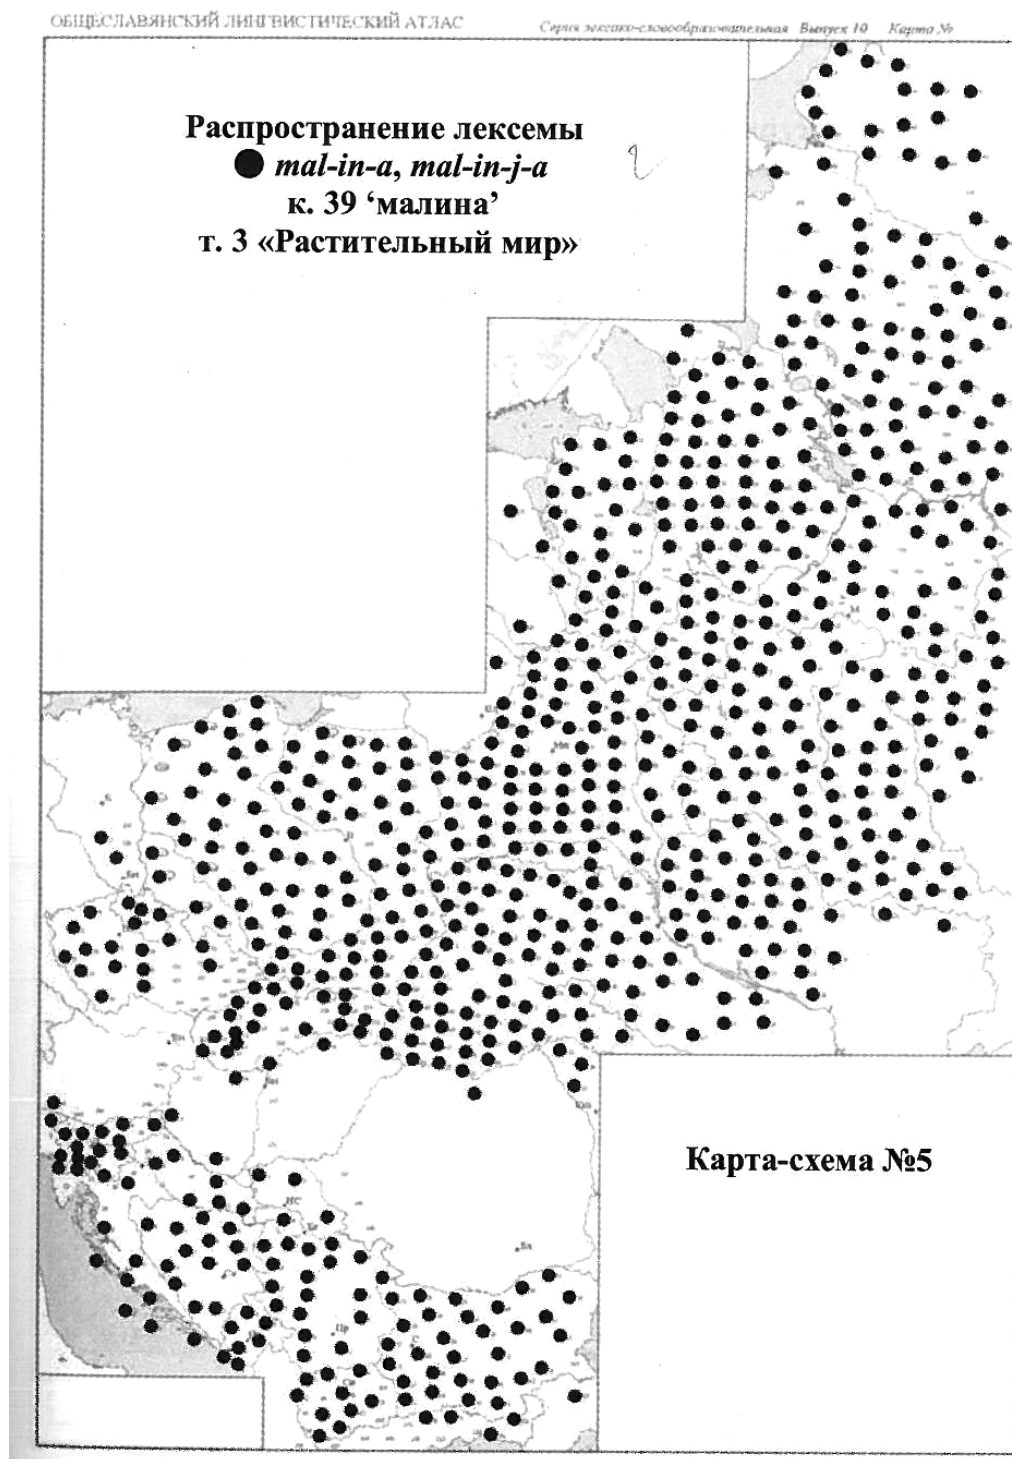 ОБЩЕСЛАВЯНСКИЙ ЛИНГВИСТИЧЕСКИЙ АТЛАС
Серия лексико-словообразовательная Выпуск 10 Карта №
Распространение лексемы
mal-in-a, mal-in-j-a
к. 39 ‘малина’
т. 3 «Растительный мир»
Карта-схема №5